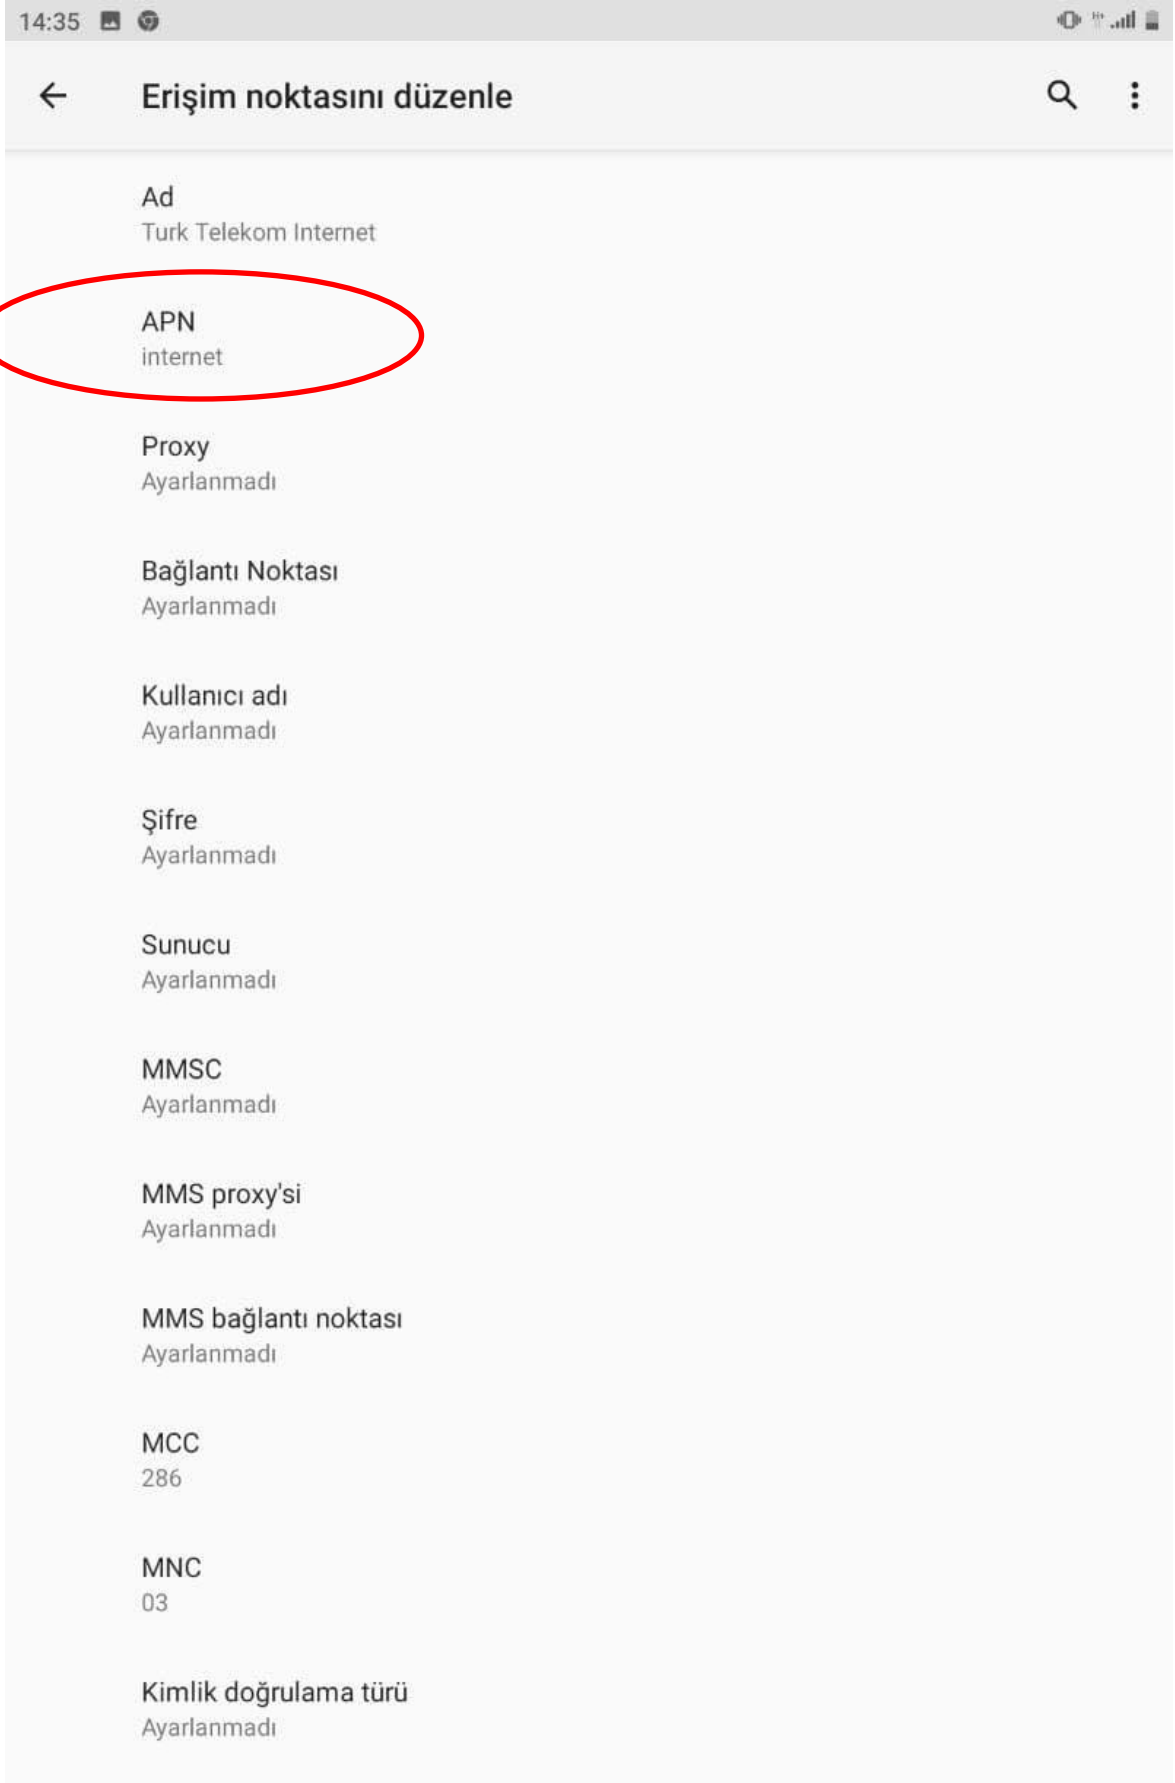 14:35
H+
Erişim noktasını düzenle
Ad
Turk Telekom Internet
APN
internet
Proxy
Ayarlanmadı
Bağlantı Noktası
Ayarlanmadı
Kullanıcı adı
Ayarlanmadı
Şifre
Ayarlanmadı
Sunucu
Ayarlanmadı
MMSC
Ayarlanmadı
MMS proxy'si
Ayarlanmadı
MMS bağlantı noktası
Ayarlanmadı
MCC
286
MNC
03
Kimlik doğrulama türü
Ayarlanmadı